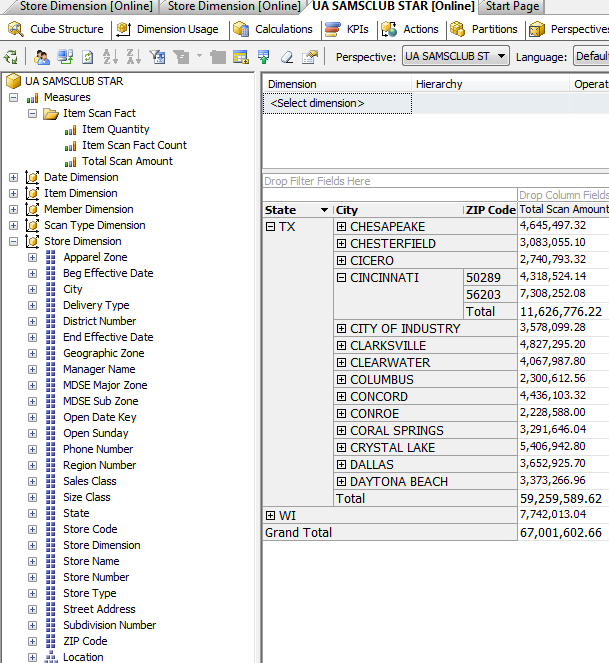 Store Dimension [Online] Store Dimension [Online] UA SAMSCLUB STAR [Online] Start Page
Cube Structure Dimension Usage Calculations KPIs Actions Partitions Perspective
Perspective: UA SAMSCLUB ST Language: Defau
UA SAMSCLUB STAR
Measures
Item Scan Fact
Item Quantity
Item Scan Fact Count
Total Scan Amount
Date Dimension
Item Dimension
Member Dimension
Scan Type Dimension
Store Dimension
Apparel Zone
Beg Effective Date
City
Delivery Type
District Number
End Effective Date
Geographic Zone
Manager Name
MDSE Major Zone
MDSE Sub Zone
Open Date Key
Open Sunday
Phone Number
Region Number
Sales Class
Size Class
State
Store Code
Store Dimension
Store Name
Store Number
Store Type
Street Address
Subdivision Number
ZIP Code
Location
Dimension Hierarchy Operat
<Select dimension>
Drop Filter Fields Here
Drop Column Fields
State City ZIP Code Total Scan Amount
TX CHESAPEAKE 4,645,497.32
CHESTERFIELD 3,083,055.10
CICERO 2,740,793.32
CINCINNATI 50289 4,318,524.14
56203 7,308,252.08
Total 11,626,776.22
CITY OF INDUSTRY 3,578,099.28
CLARKSVILLE 4,827,295.20
CLEARWATER 4,067,987.80
COLUMBUS 2,300,612.56
CONCORD 4,436,103.32
CONROE 2,228,588.00
CORAL SPRINGS 3,291,646.04
CRYSTAL LAKE 5,406,942.80
DALLAS 3,652,925.70
DAYTONA BEACH 3,373,266.96
Total 59,259,589.62
WI 7,742,013.04
Grand Total 67,001,602.66